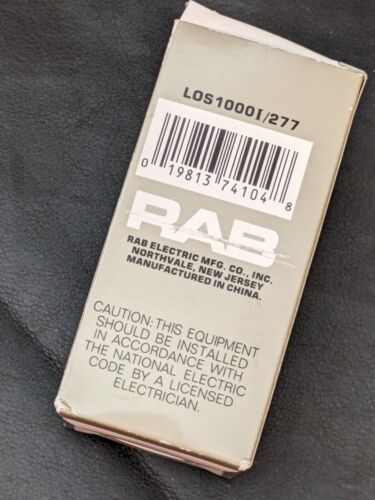 LOS1000I/277
0 19813 74104 8
RAB
RAB ELECTRIC MFG. CO., INC.
NORTHVALE, NEW JERSEY
MANUFACTURED IN CHINA.
CAUTION: THIS EQUIPMENT
SHOULD BE INSTALLED
IN ACCORDANCE WITH
THE NATIONAL ELECTRIC
CODE BY A LICENSED
ELECTRICIAN.